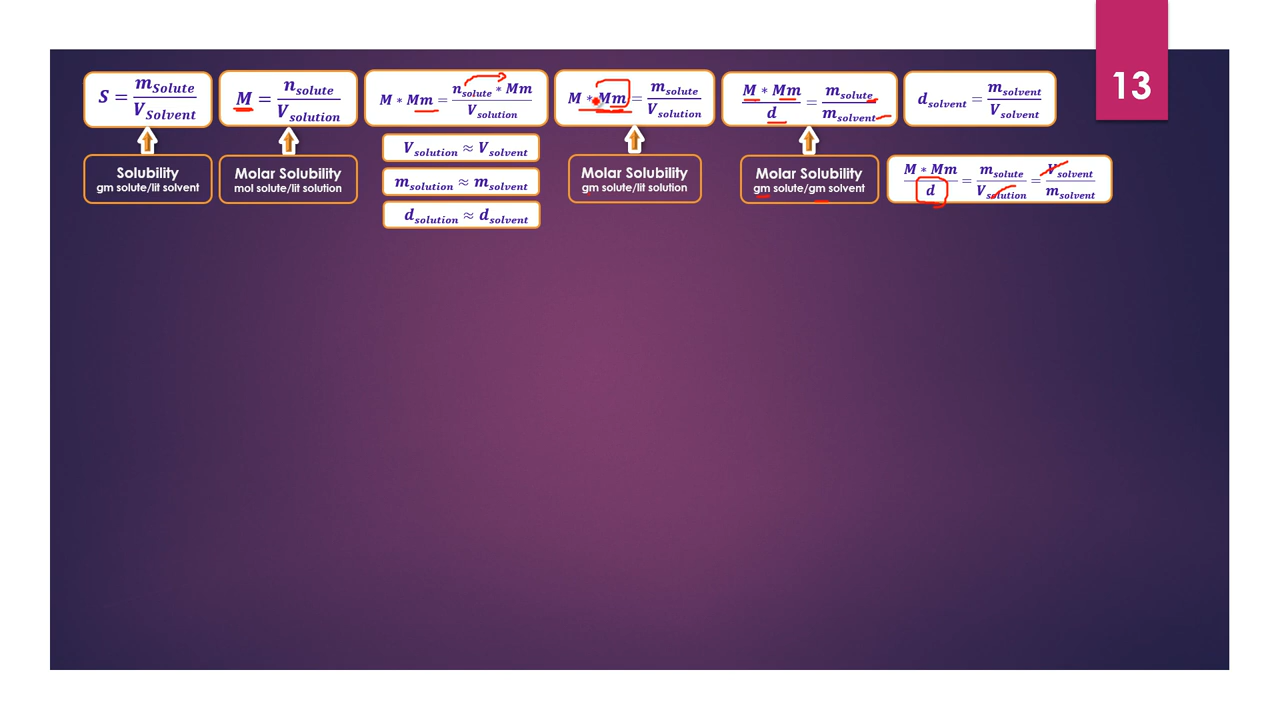 13
S = m_Solute / V_Solvent
M = n_solute / V_solution
M * Mm = n_solute * Mm / V_solution
M * Mm = m_solute / V_solution
M * Mm / d = m_solute / m_solvent
d_solvent = m_solvent / V_solvent
V_solution ≈ V_solvent
m_solution ≈ m_solvent
d_solution ≈ d_solvent
Solubility
gm solute/lit solvent
Molar Solubility
mol solute/lit solution
Molar Solubility
gm solute/lit solution
Molar Solubility
gm solute/gm solvent
M * Mm / d = m_solute / V_solution = V_solvent / m_solvent